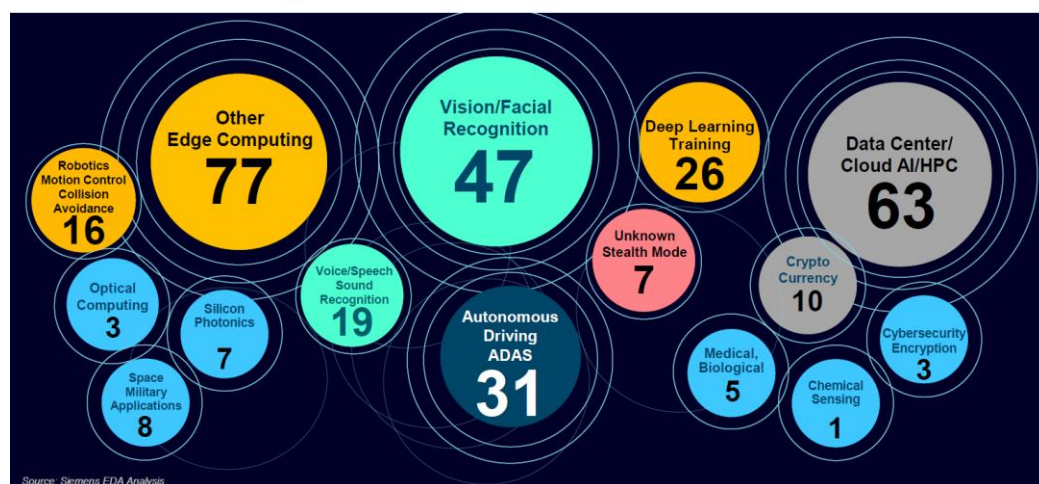 Other
Edge Computing
77
Vision/Facial
Recognition
47
Deep Learning
Training
26
Data Center/
Cloud AI/HPC
63
Robotics
Motion Control
Collision
Avoidance
16
Unknown
Stealth Mode
7
Crypto
Currency
10
Optical
Computing
3
Silicon
Photonics
7
Voice/Speech
Sound
Recognition
19
Autonomous
Driving
ADAS
31
Cybersecurity
Encryption
3
Medical,
Biological
5
Chemical
Sensing
1
Space
Military
Applications
8
Source: Siemens EDA Analysis